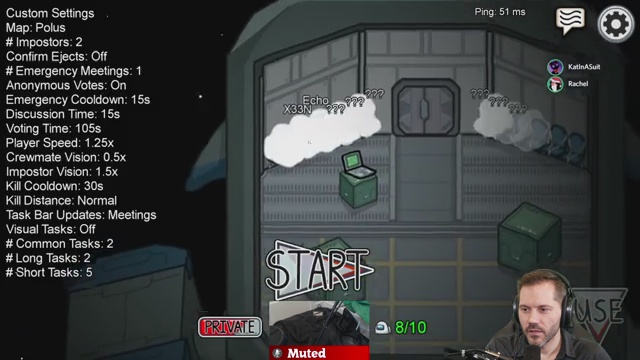 Custom Settings
Map: Polus
# Impostors: 2
Confirm Ejects: Off
# Emergency Meetings: 1
Anonymous Votes: On
Emergency Cooldown: 15s
Discussion Time: 15s
Voting Time: 105s
Player Speed: 1.25x
Crewmate Vision: 0.5x
Impostor Vision: 1.5x
Kill Cooldown: 30s
Kill Distance: Normal
Task Bar Updates: Meetings
Visual Tasks: Off
# Common Tasks: 2
# Long Tasks: 2
# Short Tasks: 5
Ping: 51 ms
KatInASuit
Rachel
???
Echo ???
X33N ???
???
???
???
START
PRIVATE
8/10
USE
Muted